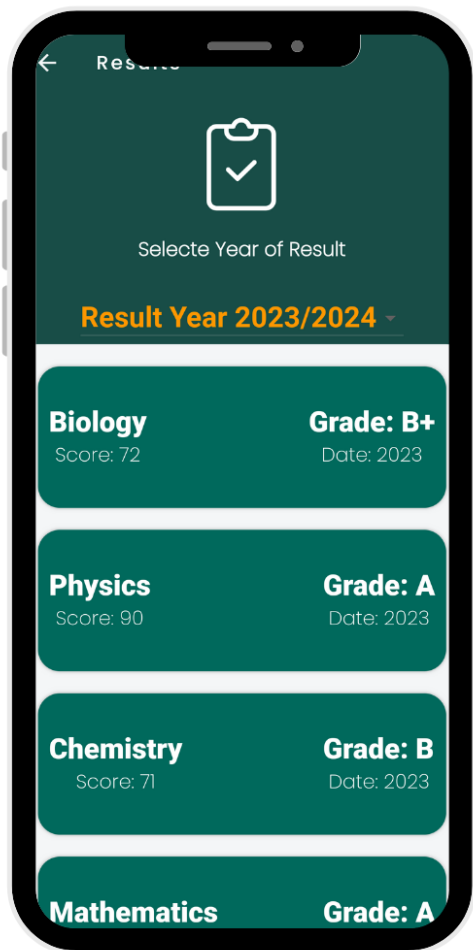 Selecte Year of Result
Result Year 2023/2024
Biology Grade: B+
Score: 72 Date: 2023
Physics Grade: A
Score: 90 Date: 2023
Chemistry Grade: B
Score: 71 Date: 2023
Mathematics Grade: A